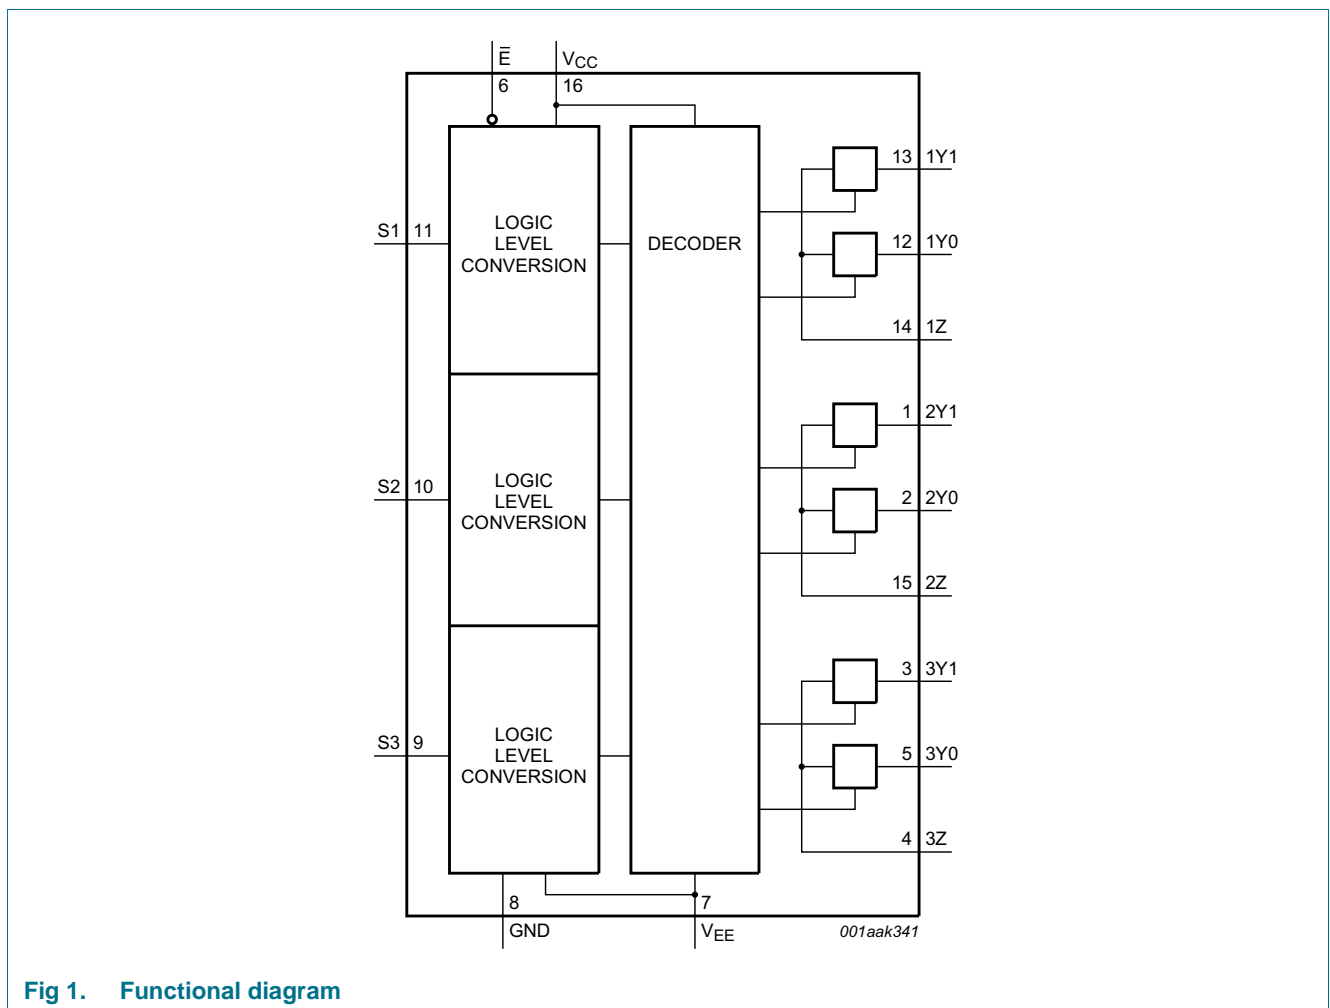 E̅ VCC
6 16
13 1Y1
S1 11
LOGIC
LEVEL
CONVERSION
DECODER
12 1Y0
14 1Z
1 2Y1
S2 10
LOGIC
LEVEL
CONVERSION
2 2Y0
15 2Z
3 3Y1
S3 9
LOGIC
LEVEL
CONVERSION
5 3Y0
4 3Z
8 7
GND VEE
001aak341
Fig 1. Functional diagram